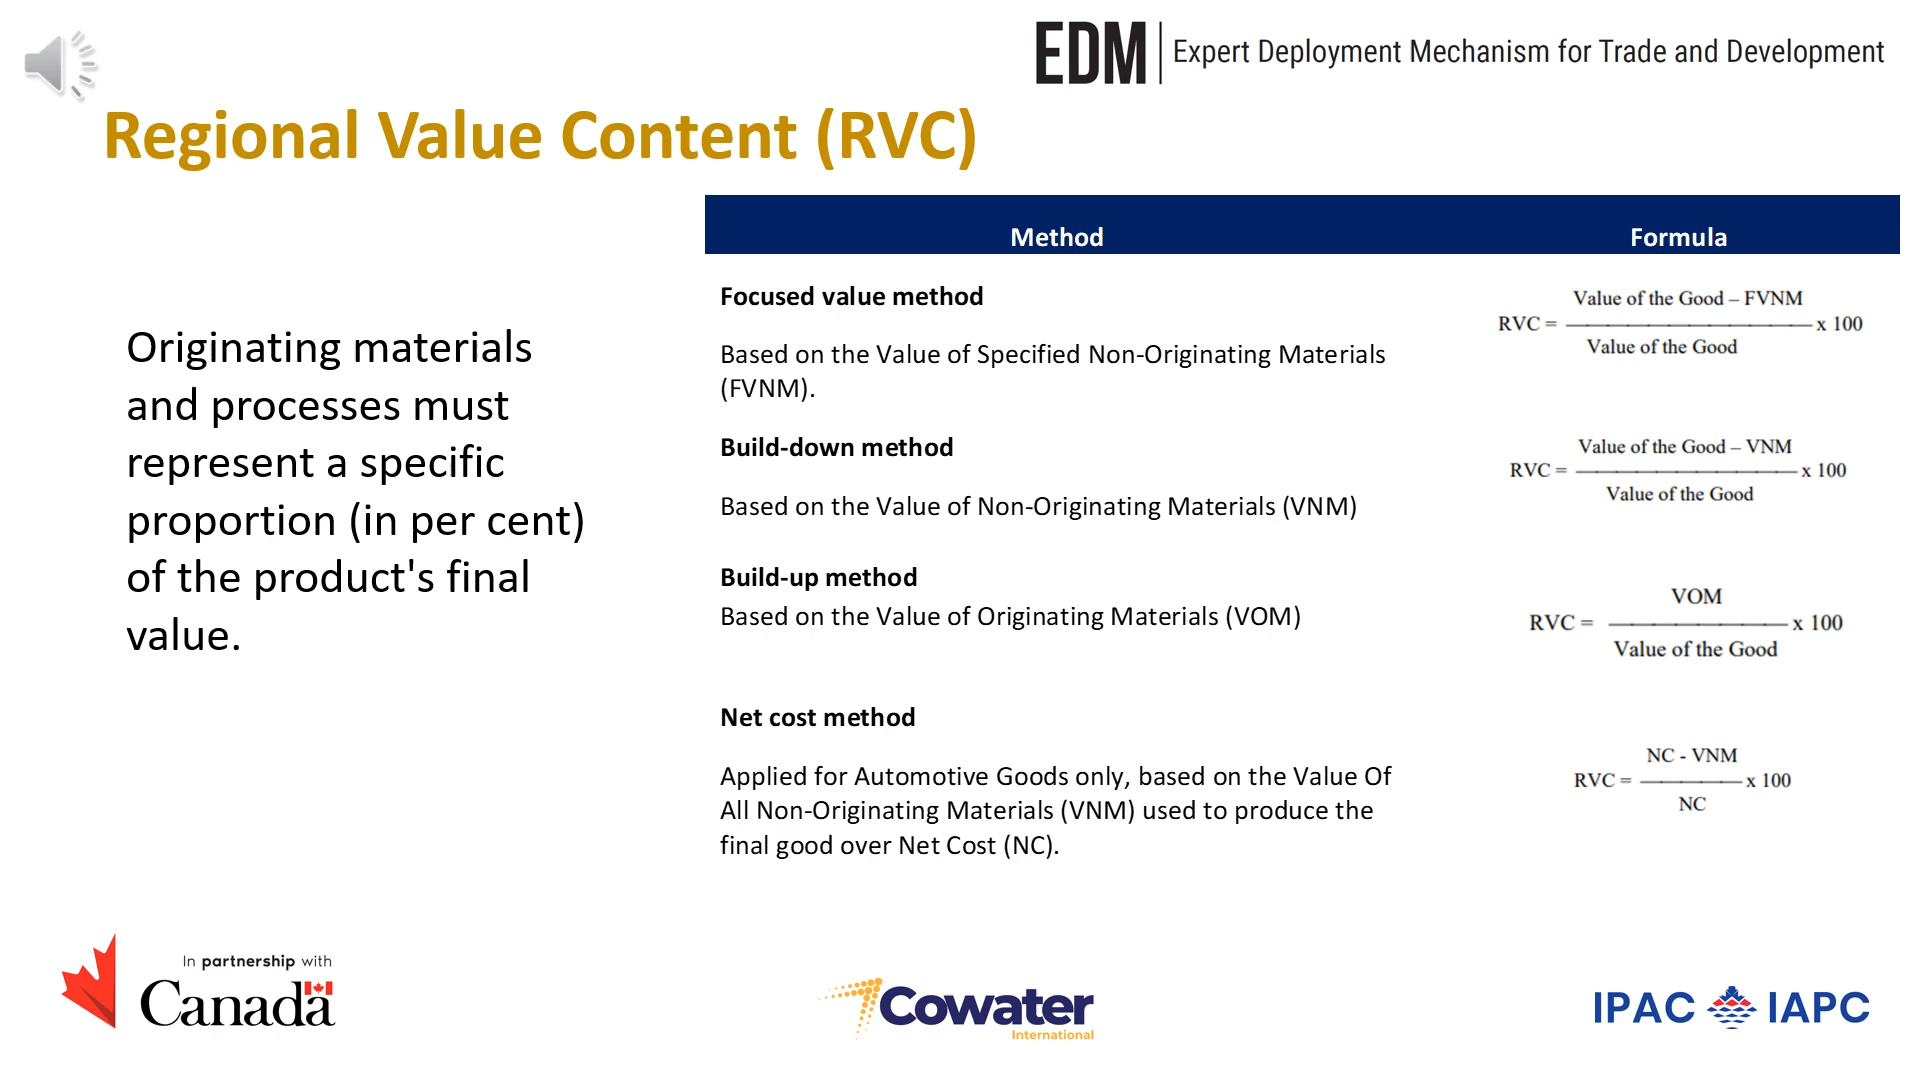 EDM Expert Deployment Mechanism for Trade and Development
Regional Value Content (RVC)
Originating materials
and processes must
represent a specific
proportion (in per cent)
of the product's final
value.
Method Formula
Focused value method
Based on the Value of Specified Non-Originating Materials
(FVNM).
Value of the Good – FVNM
RVC = x 100
Value of the Good
Build-down method
Based on the Value of Non-Originating Materials (VNM)
Value of the Good – VNM
RVC = x 100
Value of the Good
Build-up method
Based on the Value of Originating Materials (VOM)
VOM
RVC = x 100
Value of the Good
Net cost method
Applied for Automotive Goods only, based on the Value Of
All Non-Originating Materials (VNM) used to produce the
final good over Net Cost (NC).
NC - VNM
RVC = x 100
NC
In partnership with
Canada
Cowater
International
IPAC IAPC